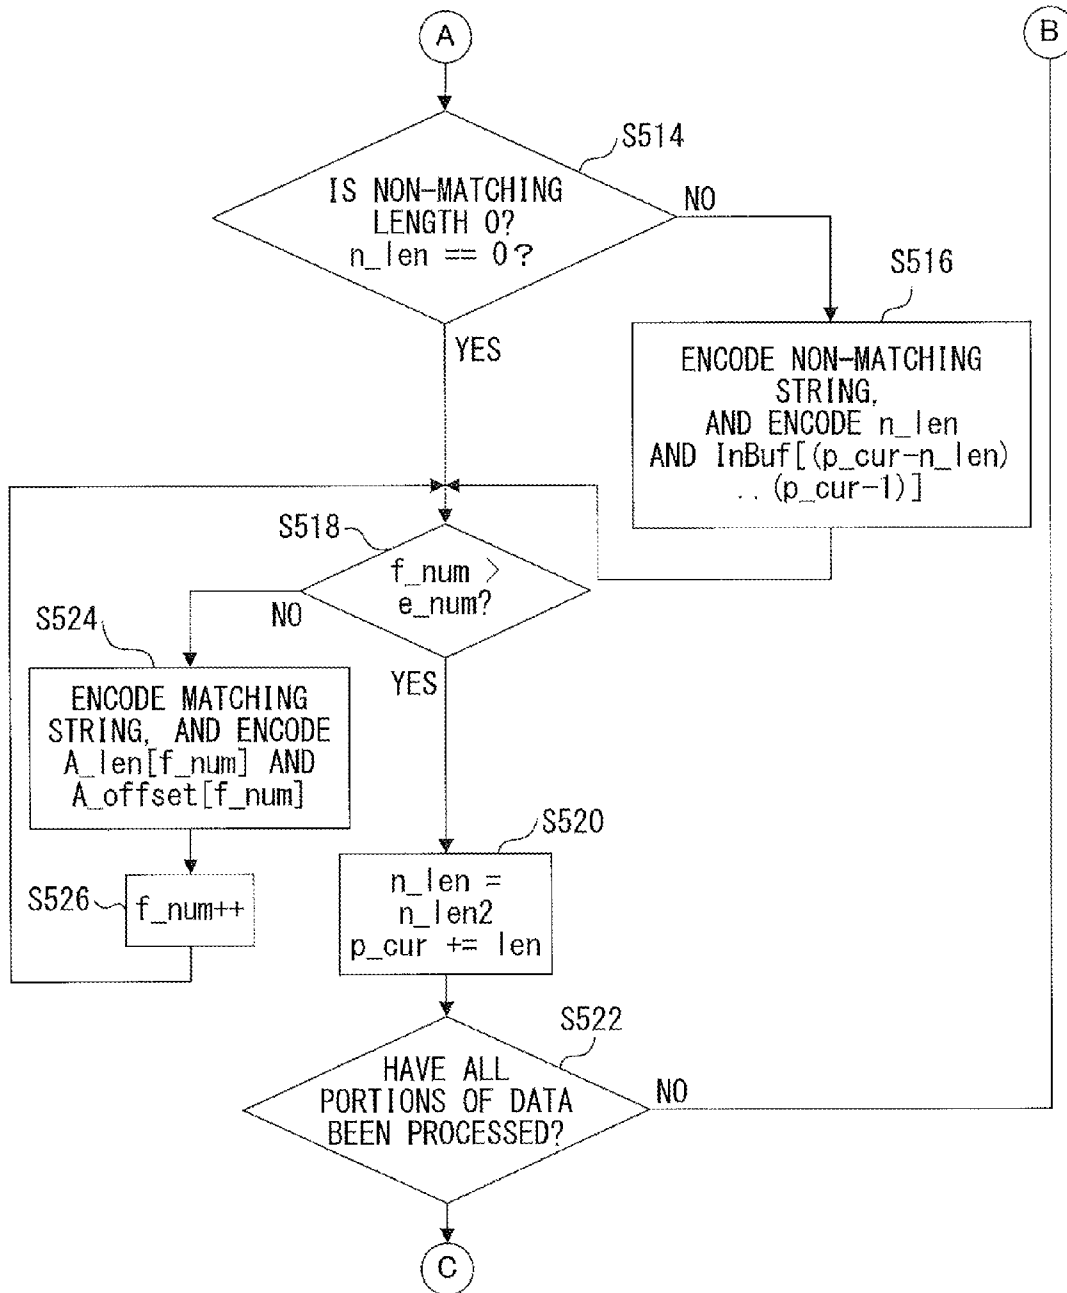 A
B
S514
IS NON-MATCHING
LENGTH 0?
n_len == 0?
NO
YES
S516
ENCODE NON-MATCHING
STRING,
AND ENCODE n_len
AND InBuf[(p_cur-n_len)
..(p_cur-1)]
S518
f_num >
e_num?
NO
YES
S524
ENCODE MATCHING
STRING, AND ENCODE
A_len[f_num] AND
A_offset[f_num]
S526
f_num++
S520
n_len =
n_len2
p_cur += len
S522
HAVE ALL
PORTIONS OF DATA
BEEN PROCESSED?
NO
C